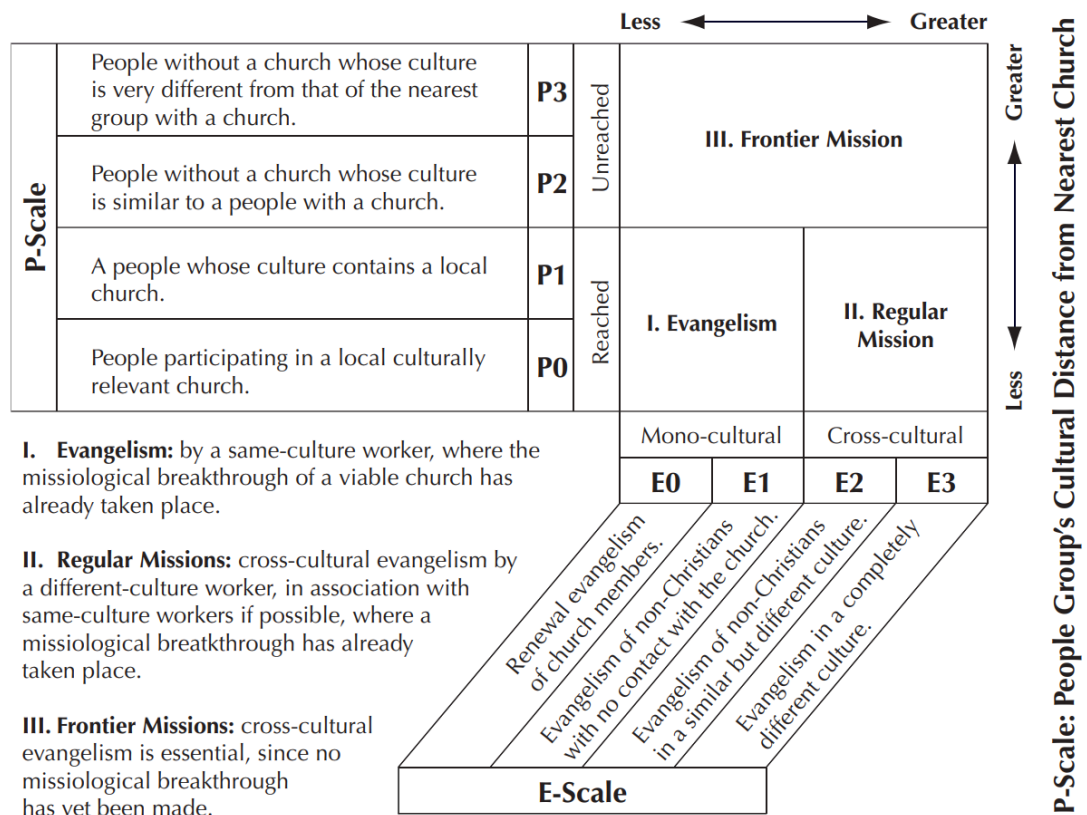 Less
Greater
P-Scale
People without a church whose culture
is very different from that of the nearest
group with a church.
P3
People without a church whose culture
is similar to a people with a church.
P2
Unreached
III. Frontier Mission
A people whose culture contains a local
church.
P1
People participating in a local culturally
relevant church.
P0
Reached
I. Evangelism
II. Regular
Mission
Greater
Less
P-Scale: People Group's Cultural Distance from Nearest Church
Mono-cultural
Cross-cultural
E0
E1
E2
E3
Renewal evangelism
of church members.
Evangelism of non-Christians
with no contact with the church.
Evangelism of non-Christians
in a similar but different culture.
Evangelism in a completely
different culture.
E-Scale
I. Evangelism: by a same-culture worker, where the
missiological breakthrough of a viable church has
already taken place.
II. Regular Missions: cross-cultural evangelism by
a different-culture worker, in association with
same-culture workers if possible, where a
missiological breatkthrough has already
taken place.
III. Frontier Missions: cross-cultural
evangelism is essential, since no
missiological breakthrough
has yet been made.